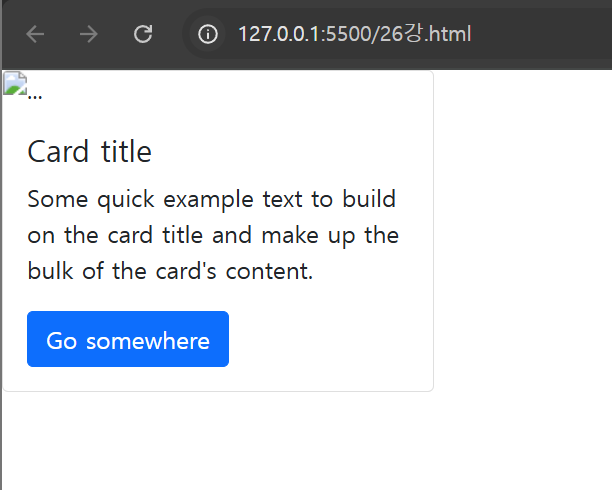 127.0.0.1:5500/26강.html
...
Card title
Some quick example text to build
on the card title and make up the
bulk of the card's content.
Go somewhere